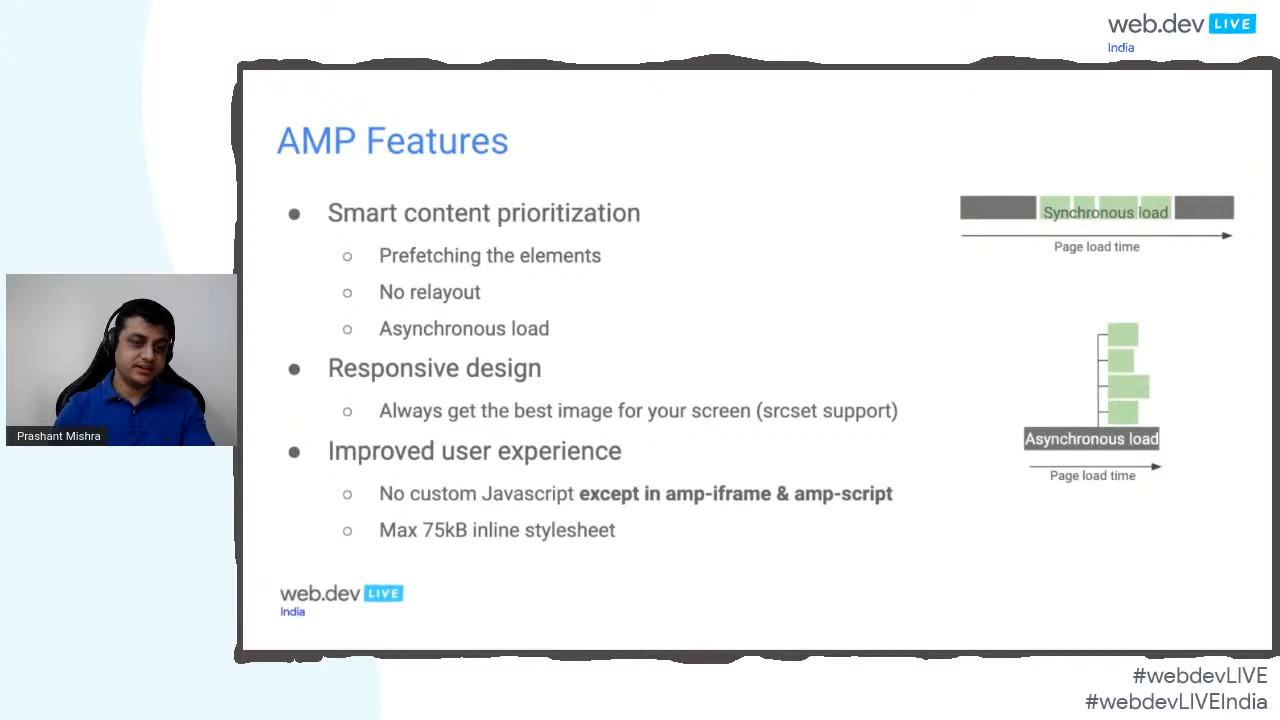 web.dev LIVE
India
AMP Features
Smart content prioritization
Prefetching the elements
No relayout
Asynchronous load
Responsive design
Always get the best image for your screen (srcset support)
Improved user experience
No custom Javascript except in amp-iframe & amp-script
Max 75kB inline stylesheet
Synchronous load
Page load time
Asynchronous load
Page load time
Prashant Mishra
web.dev LIVE
India
#webdevLIVE
#webdevLIVEIndia